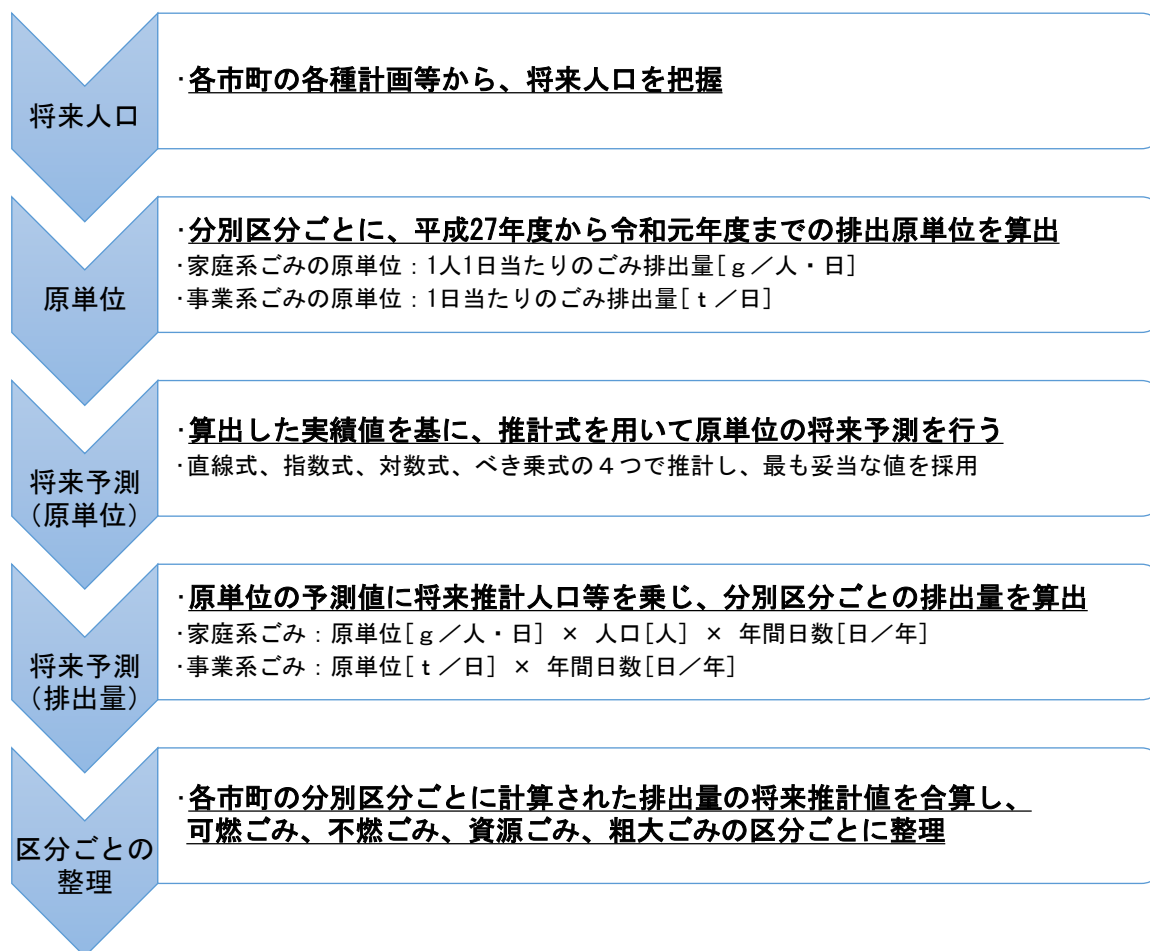 将来人口
・各市町の各種計画等から、将来人口を把握
原単位
・分別区分ごとに、平成27年度から令和元年度までの排出原単位を算出
・家庭系ごみの原単位：1人1日当たりのごみ排出量[ｇ／人・日]
・事業系ごみの原単位：1日当たりのごみ排出量[ｔ／日]
将来予測
（原単位）
・算出した実績値を基に、推計式を用いて原単位の将来予測を行う
・直線式、指数式、対数式、べき乗式の４つで推計し、最も妥当な値を採用
将来予測
（排出量）
・原単位の予測値に将来推計人口等を乗じ、分別区分ごとの排出量を算出
・家庭系ごみ：原単位[ｇ／人・日] × 人口[人] × 年間日数[日／年]
・事業系ごみ：原単位[ｔ／日] × 年間日数[日／年]
区分ごとの
整理
・各市町の分別区分ごとに計算された排出量の将来推計値を合算し、
可燃ごみ、不燃ごみ、資源ごみ、粗大ごみの区分ごとに整理